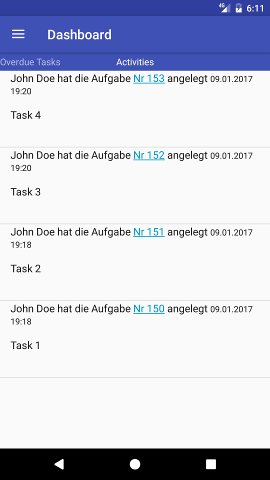 4G 6:11
Dashboard
Overdue Tasks Activities
John Doe hat die Aufgabe Nr 153 angelegt 09.01.2017
19:20
Task 4
John Doe hat die Aufgabe Nr 152 angelegt 09.01.2017
19:20
Task 3
John Doe hat die Aufgabe Nr 151 angelegt 09.01.2017
19:18
Task 2
John Doe hat die Aufgabe Nr 150 angelegt 09.01.2017
19:18
Task 1